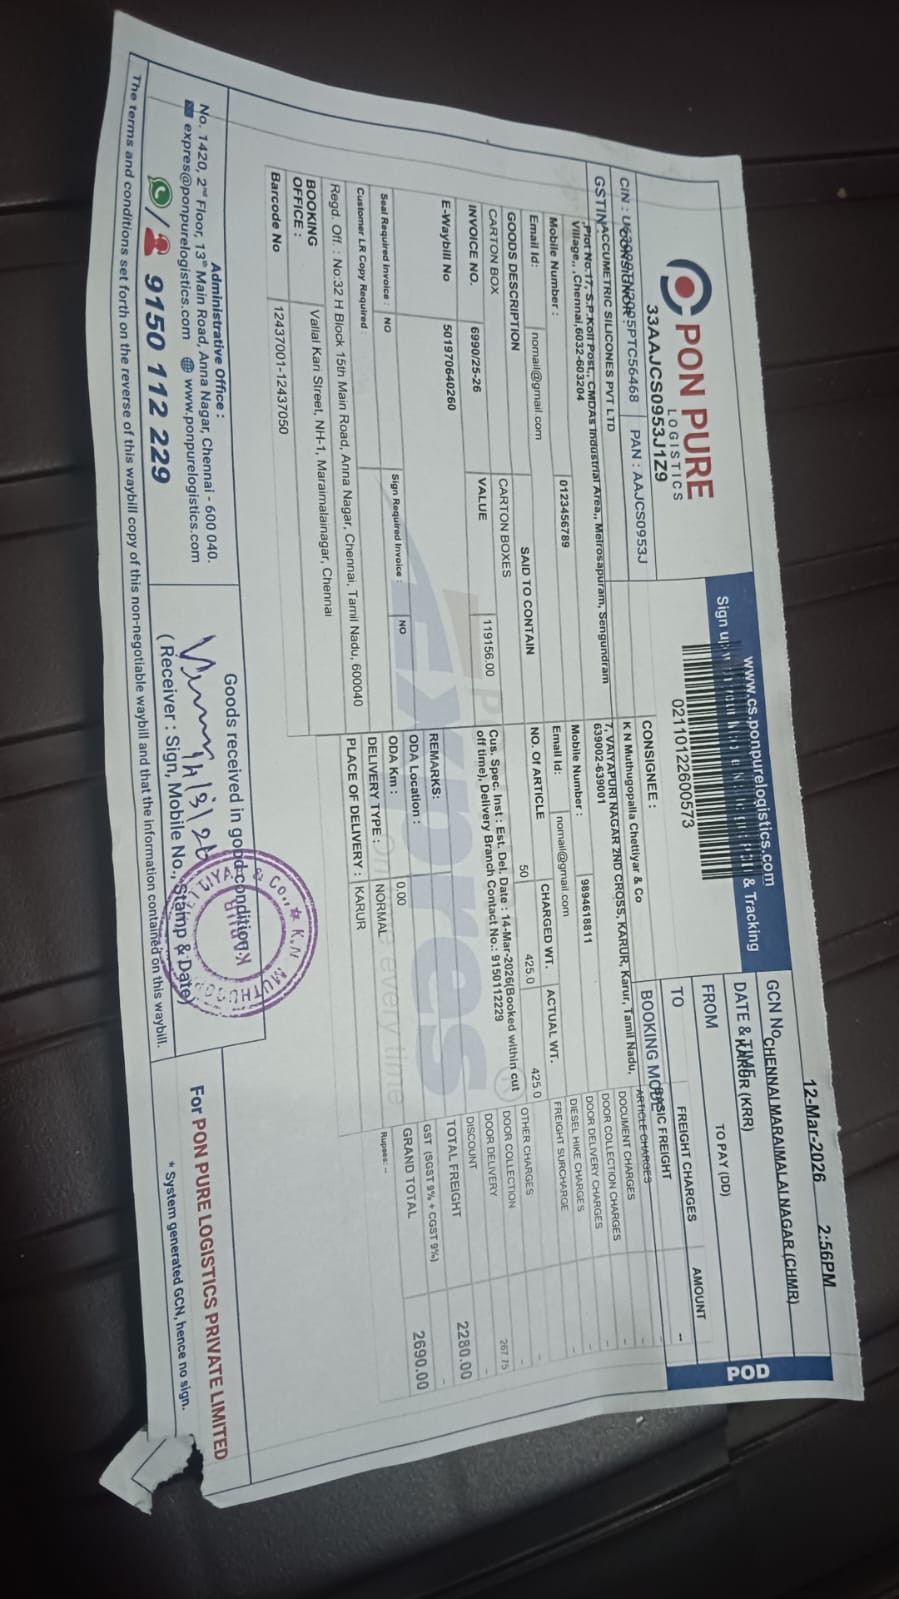 PON PURE
LOGISTICS
33AAJCS0953J1Z9
PAN : AAJCS0953J
CIN :
GSTIN
www.cs.ponpurelogistics.com
Sign up
& Tracking
0211012600573
12-Mar-2026 2:56PM
GCN No
CHENNAI MARAIMALAI NAGAR (CHMR)
DATE & TIME
KARUR (KRR)
FROM
TO PAY (DD)
TO
BOOKING MODE
POD
ACCUMETRIC SILICONES PVT LTD
Plot No.17, S.P.Koil Post,, CMDAs Industrial Area,, Melrosapuram, Sengundram
Village, ,Chennai,6032-603204
Mobile Number : 0123456789
Email Id: nomail@gmail.com
CONSIGNEE :
K N Muthugopalla Chettiyar & Co
7, VAIYAPURI NAGAR 2ND CROSS, KARUR, Karur, Tamil Nadu,
639002-639001
Mobile Number : 9894618811
Email Id: nomail@gmail.com
GOODS DESCRIPTION
SAID TO CONTAIN
NO. Of ARTICLE
CHARGED WT.
ACTUAL WT.
CARTON BOX
CARTON BOXES
50
425.0
425.0
INVOICE NO. 6990/25-26
VALUE 119156.00
Cus. Spec. Inst : Est. Del. Date : 14-Mar-2026(Booked within cut
off time), Delivery Branch Contact No.: 9150112229
E-Waybill No 501970640260
REMARKS:
ODA Location :
Seal Required Invoice : NO
Sign Required Invoice : NO
ODA Km : 0.00
Customer LR Copy Required :
DELIVERY TYPE : NORMAL
Regd. Off. : No:32 H Block 15th Main Road, Anna Nagar, Chennai, Tamil Nadu, 600040
PLACE OF DELIVERY : KARUR
BOOKING
OFFICE :
Vallal Kari Street, NH-1, Maraimalainagar, Chennai
Barcode No 12437001-12437050
FREIGHT CHARGES AMOUNT
BASIC FREIGHT --
ARTICLE CHARGES -
DOCUMENT CHARGES -
DOOR COLLECTION CHARGES -
DOOR DELIVERY CHARGES -
DIESEL HIKE CHARGES -
FREIGHT SURCHARGE -
OTHER CHARGES -
DOOR COLLECTION 267.75
DOOR DELIVERY -
DISCOUNT
TOTAL FREIGHT 2280.00
GST (SGST 9% + CGST 9%) -
GRAND TOTAL 2690.00
Rupees: --
Expres
every time
Administrative Office :
No. 1420, 2nd Floor, 13th Main Road, Anna Nagar, Chennai - 600 040.
expres@ponpurelogistics.com www.ponpurelogistics.com
/ 9150 112 229
Goods received in good condition
( Receiver : Sign, Mobile No., Stamp & Date)
& Co., ★ K.N MUTHUGOP
KARUR
For PON PURE LOGISTICS PRIVATE LIMITED
* System generated GCN, hence no sign.
The terms and conditions set forth on the reverse of this waybill copy of this non-negotiable waybill and that the information contained on this waybill.